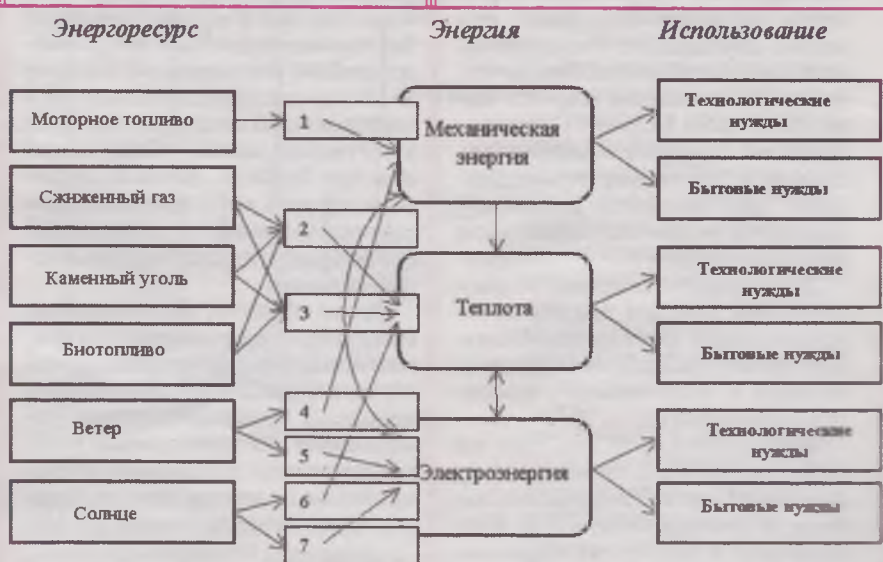 Энергоресурс
Энергия
Использование
Моторное топливо
Сжиженный газ
Каменный уголь
Биотопливо
Ветер
Солнце
1
2
3
4
5
6
7
Механическая
энергия
Теплота
Электроэнергия
Технологические
нужды
Бытовые нужды
Технологические
нужды
Бытовые нужды
Технологические
нужды
Бытовые нужды